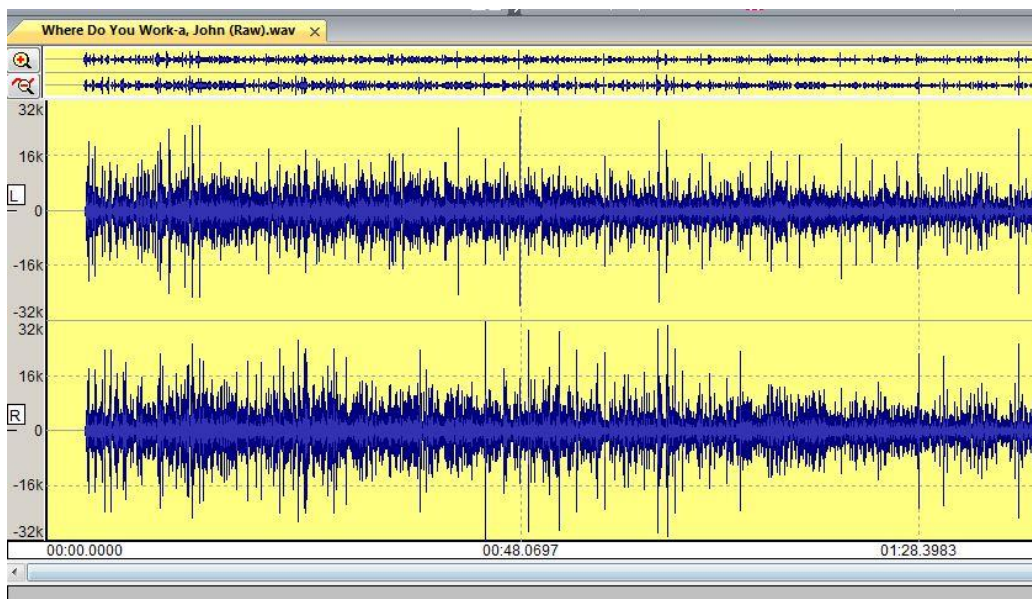 Where Do You Work-a, John (Raw).wav
32k
16k
L
0
-16k
-32k
32k
16k
R
0
-16k
-32k
00:00.0000 00:48.0697 01:28.3983